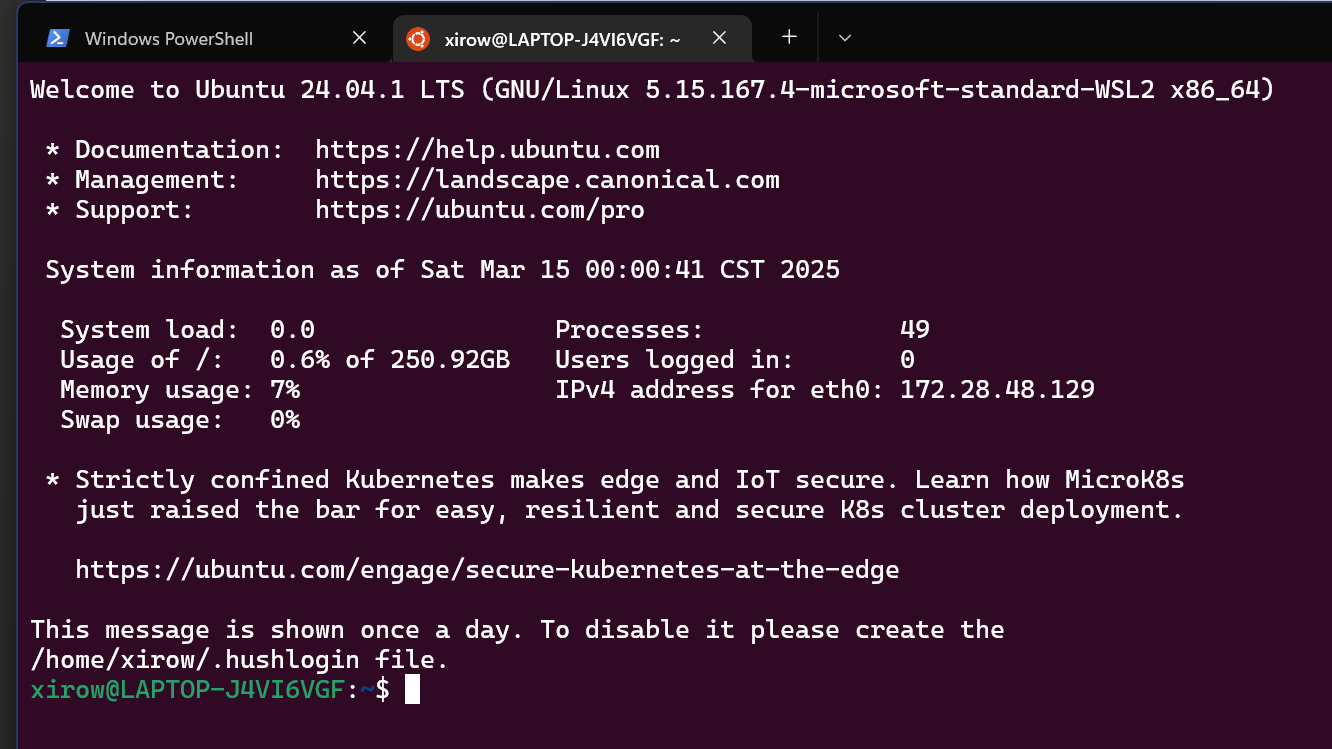 Windows PowerShell
xirow@LAPTOP-J4VI6VGF: ~
Welcome to Ubuntu 24.04.1 LTS (GNU/Linux 5.15.167.4-microsoft-standard-WSL2 x86_64)
* Documentation:  https://help.ubuntu.com
* Management:     https://landscape.canonical.com
* Support:        https://ubuntu.com/pro
System information as of Sat Mar 15 00:00:41 CST 2025
System load:  0.0                Processes:             49
Usage of /:   0.6% of 250.92GB   Users logged in:       0
Memory usage: 7%                 IPv4 address for eth0: 172.28.48.129
Swap usage:   0%
* Strictly confined Kubernetes makes edge and IoT secure. Learn how MicroK8s
just raised the bar for easy, resilient and secure K8s cluster deployment.
https://ubuntu.com/engage/secure-kubernetes-at-the-edge
This message is shown once a day. To disable it please create the
/home/xirow/.hushlogin file.
xirow@LAPTOP-J4VI6VGF:~$